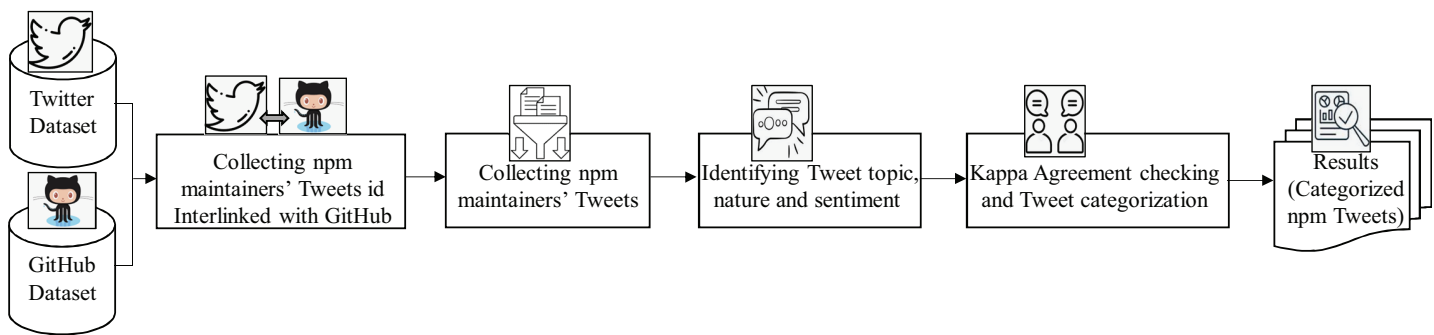 Twitter
Dataset
GitHub
Dataset
Collecting npm
maintainers’ Tweets id
Interlinked with GitHub
Collecting npm
maintainers’ Tweets
Identifying Tweet topic,
nature and sentiment
Kappa Agreement checking
and Tweet categorization
Results
(Categorized
npm Tweets)